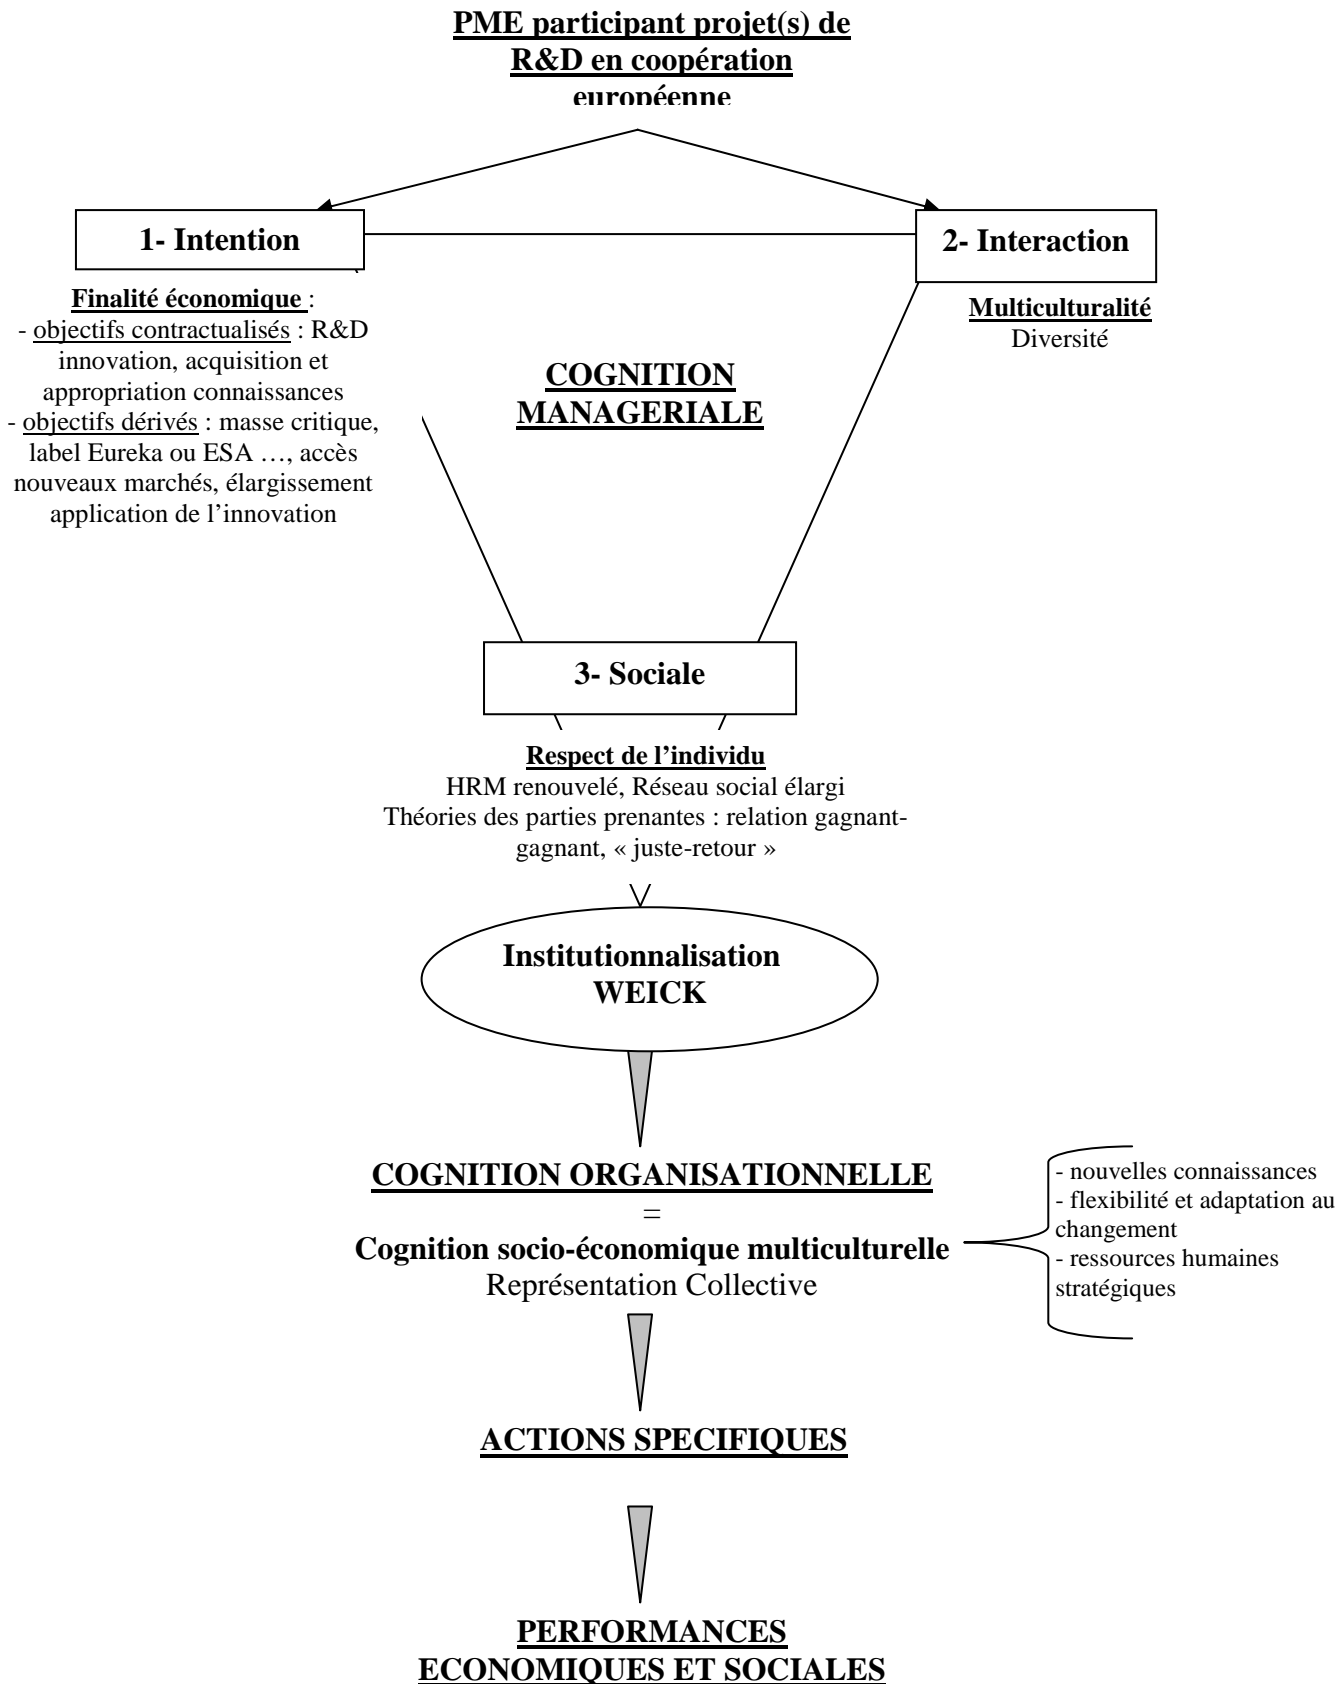 PME participant projet(s) de
R&D en coopération
européenne
1- Intention
2- Interaction
Finalité économique :
- objectifs contractualisés : R&D
innovation, acquisition et
appropriation connaissances
- objectifs dérivés : masse critique,
label Eureka ou ESA …, accès
nouveaux marchés, élargissement
application de l’innovation
Multiculturalité
Diversité
COGNITION
MANAGERIALE
3- Sociale
Respect de l’individu
HRM renouvelé, Réseau social élargi
Théories des parties prenantes : relation gagnant-
gagnant, « juste-retour »
Institutionnalisation
WEICK
COGNITION ORGANISATIONNELLE
=
Cognition socio-économique multiculturelle
Représentation Collective
- nouvelles connaissances
- flexibilité et adaptation au
changement
- ressources humaines
stratégiques
ACTIONS SPECIFIQUES
PERFORMANCES
ECONOMIQUES ET SOCIALES